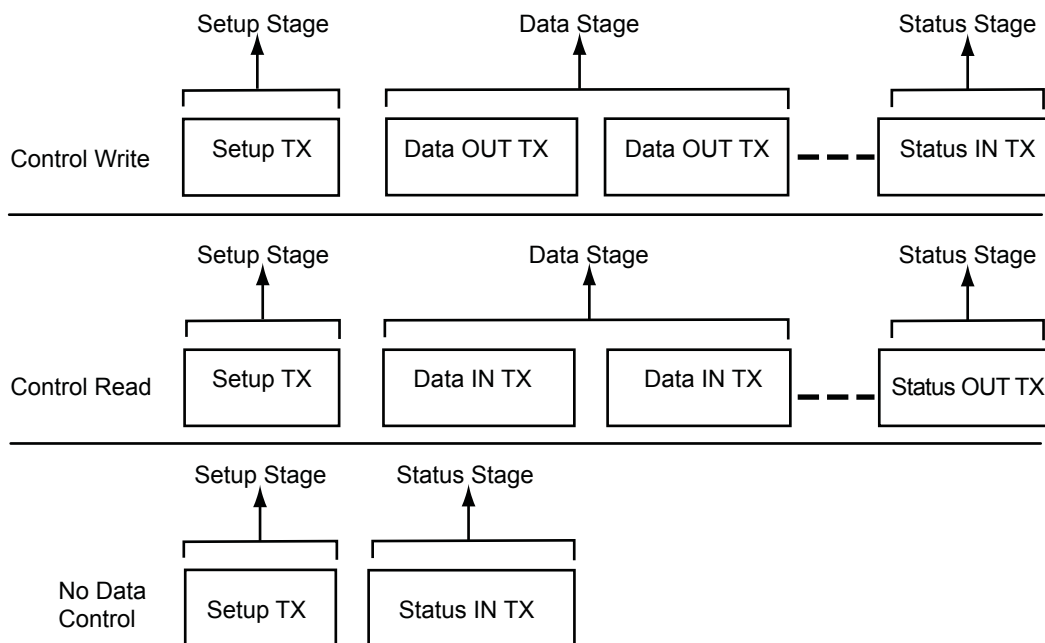 Setup Stage Data Stage Status Stage
Control Write Setup TX Data OUT TX Data OUT TX Status IN TX
Setup Stage Data Stage Status Stage
Control Read Setup TX Data IN TX Data IN TX Status OUT TX
Setup Stage Status Stage
No Data
Control Setup TX Status IN TX